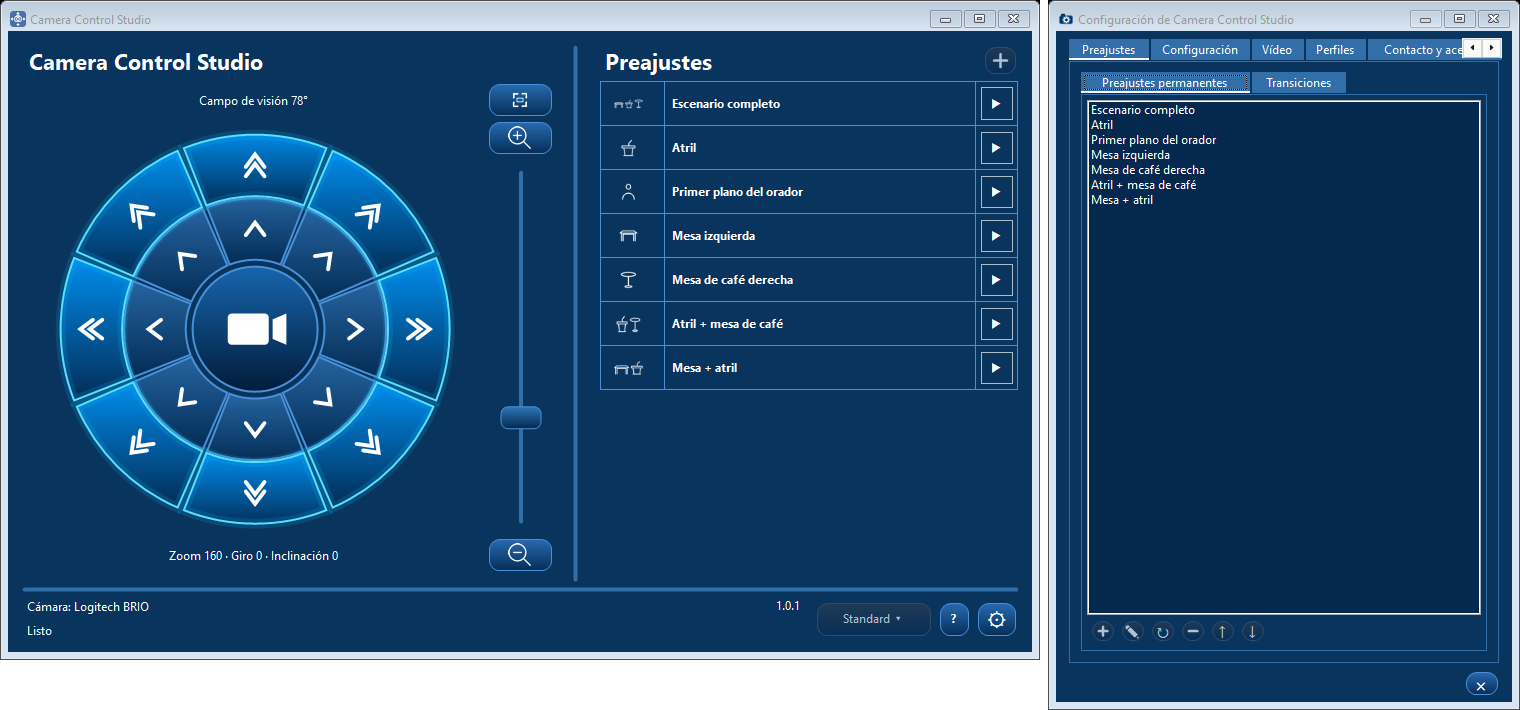 Camera Control Studio
Camera Control Studio
Campo de visión 78°
Zoom 160 · Giro 0 · Inclinación 0
Preajustes
Escenario completo
Atril
Primer plano del orador
Mesa izquierda
Mesa de café derecha
Atril + mesa de café
Mesa + atril
Cámara: Logitech BRIO
Listo
1.0.1
Standard
?
Configuración de Camera Control Studio
Preajustes
Configuración
Vídeo
Perfiles
Contacto y ace
Preajustes permanentes
Transiciones
Escenario completo
Atril
Primer plano del orador
Mesa izquierda
Mesa de café derecha
Atril + mesa de café
Mesa + atril